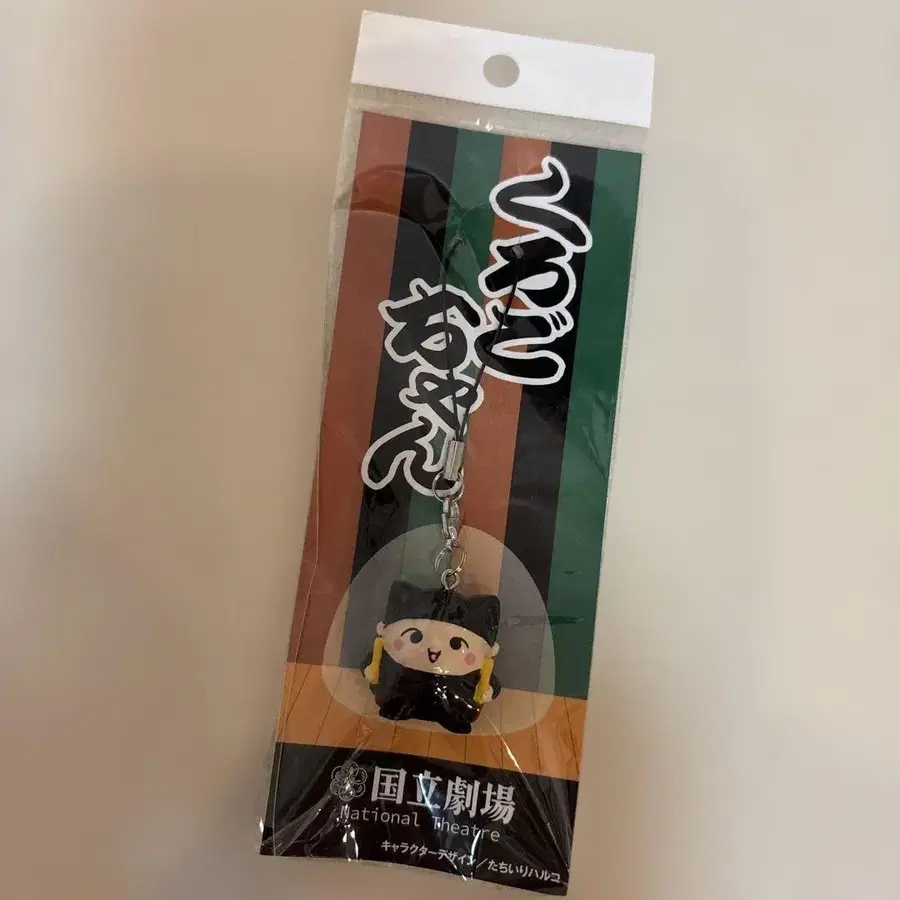 くろご
ちゃん
国立劇場
National Theatre
キャラクターデザイン/たちいりハルコ